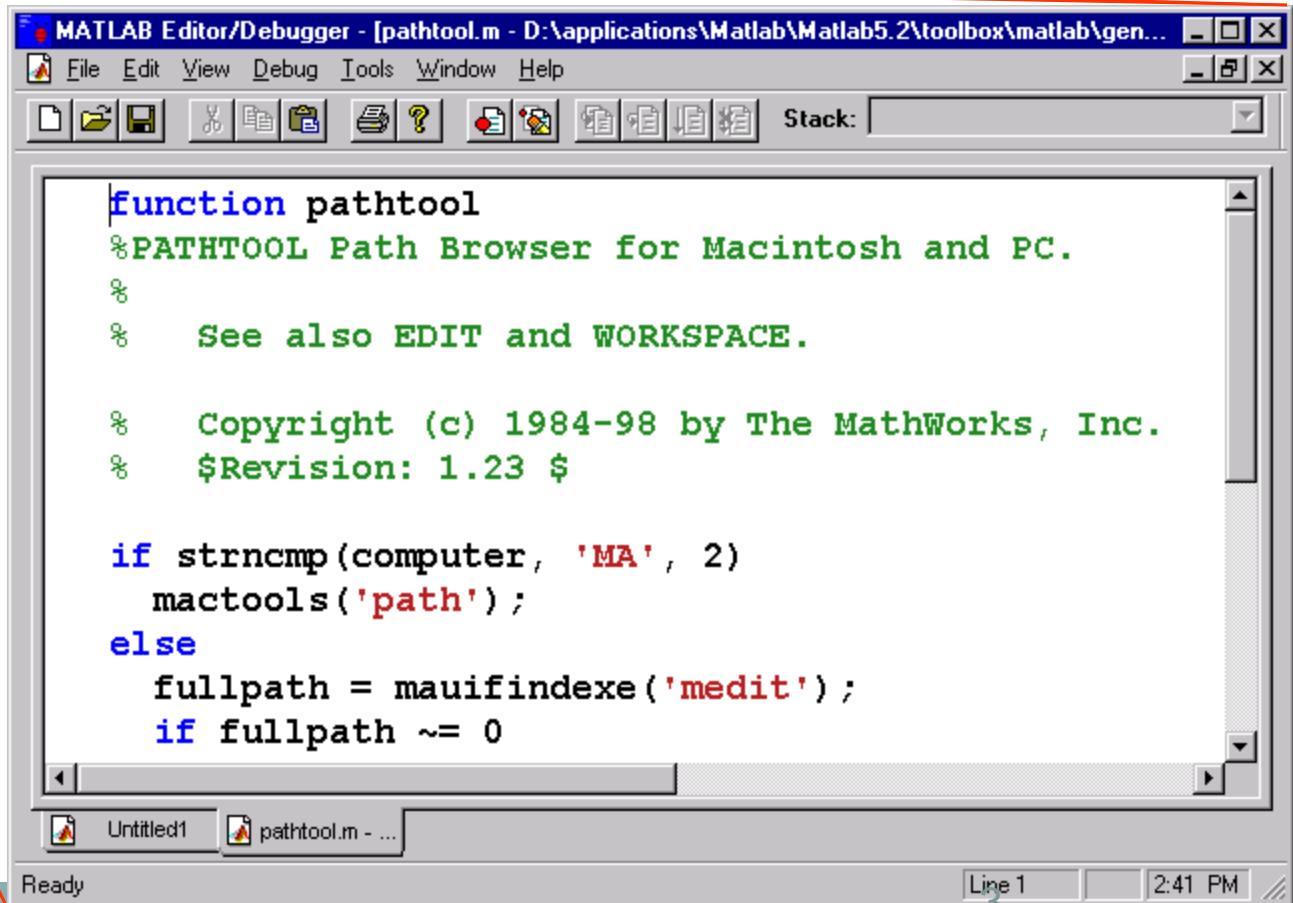 MATLAB Editor/Debugger - [pathtool.m - D:\applications\Matlab\Matlab5.2\toolbox\matlab\gen...
File Edit View Debug Tools Window Help
Stack:
function pathtool
%PATHTOOL Path Browser for Macintosh and PC.
%
%   See also EDIT and WORKSPACE.
%   Copyright (c) 1984-98 by The MathWorks, Inc.
%   $Revision: 1.23 $
if strncmp(computer, 'MA', 2)
  mactools('path');
else
  fullpath = mauifindexe('medit');
  if fullpath ~= 0
Untitled1 pathtool.m - ...
Ready Line 1 2:41 PM
3